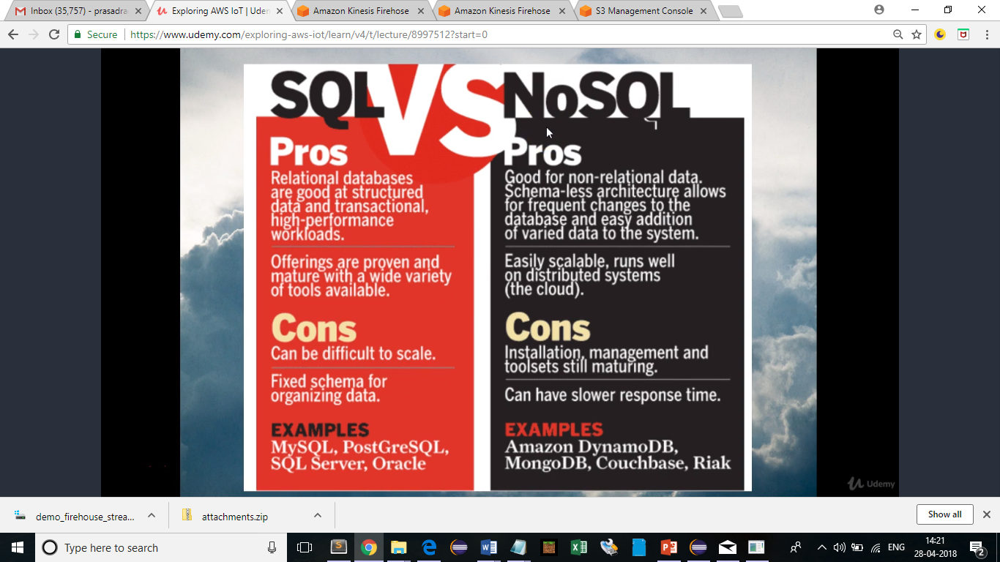 Inbox (35,757) - prasadra
Exploring AWS IoT | Uden
Amazon Kinesis Firehose
Amazon Kinesis Firehose
S3 Management Console
Secure
https://www.udemy.com/exploring-aws-iot/learn/v4/t/lecture/8997512?start=0
SQL VS NoSQL
Pros
Relational databases
are good at structured
data and transactional,
high-performance
workloads.
Offerings are proven and
mature with a wide variety
of tools available.
Cons
Can be difficult to scale.
Fixed schema for
organizing data.
EXAMPLES
MySQL, PostGreSQL,
SQL Server, Oracle
Pros
Good for non-relational data.
Schema-less architecture allows
for frequent changes to the
database and easy addition
of varied data to the system.
Easily scalable, runs well
on distributed systems
(the cloud).
Cons
Installation, management and
toolsets still maturing.
Can have slower response time.
EXAMPLES
Amazon DynamoDB,
MongoDB, Couchbase, Riak
Udemy
demo_firehouse_strea...
attachments.zip
Show all
Type here to search
ENG
14:21
28-04-2018
2